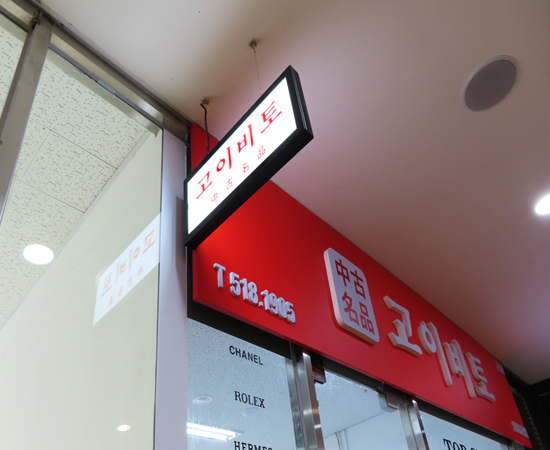 고이비토
中古名品
T 518.1905
中古
名品
고이비토
CHANEL
ROLEX
HERMES
TOP